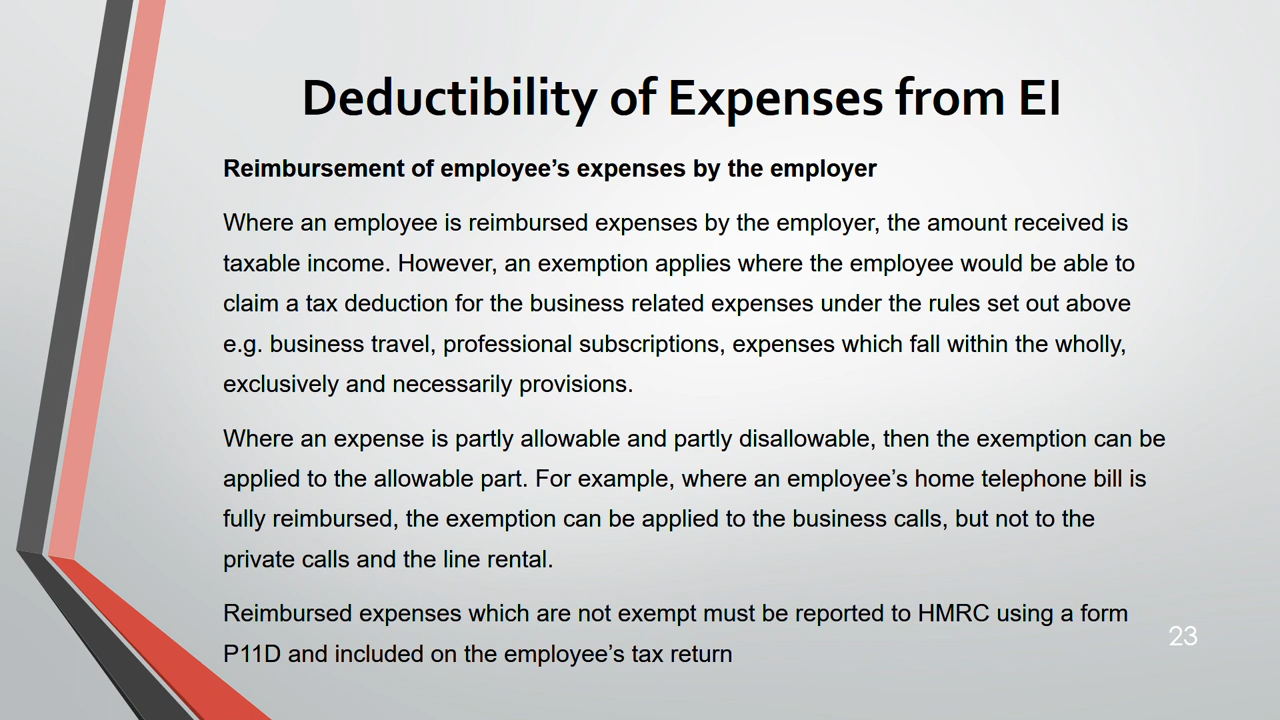 Deductibility of Expenses from EI
Reimbursement of employee’s expenses by the employer
Where an employee is reimbursed expenses by the employer, the amount received is
taxable income. However, an exemption applies where the employee would be able to
claim a tax deduction for the business related expenses under the rules set out above
e.g. business travel, professional subscriptions, expenses which fall within the wholly,
exclusively and necessarily provisions.
Where an expense is partly allowable and partly disallowable, then the exemption can be
applied to the allowable part. For example, where an employee’s home telephone bill is
fully reimbursed, the exemption can be applied to the business calls, but not to the
private calls and the line rental.
Reimbursed expenses which are not exempt must be reported to HMRC using a form
P11D and included on the employee’s tax return
23